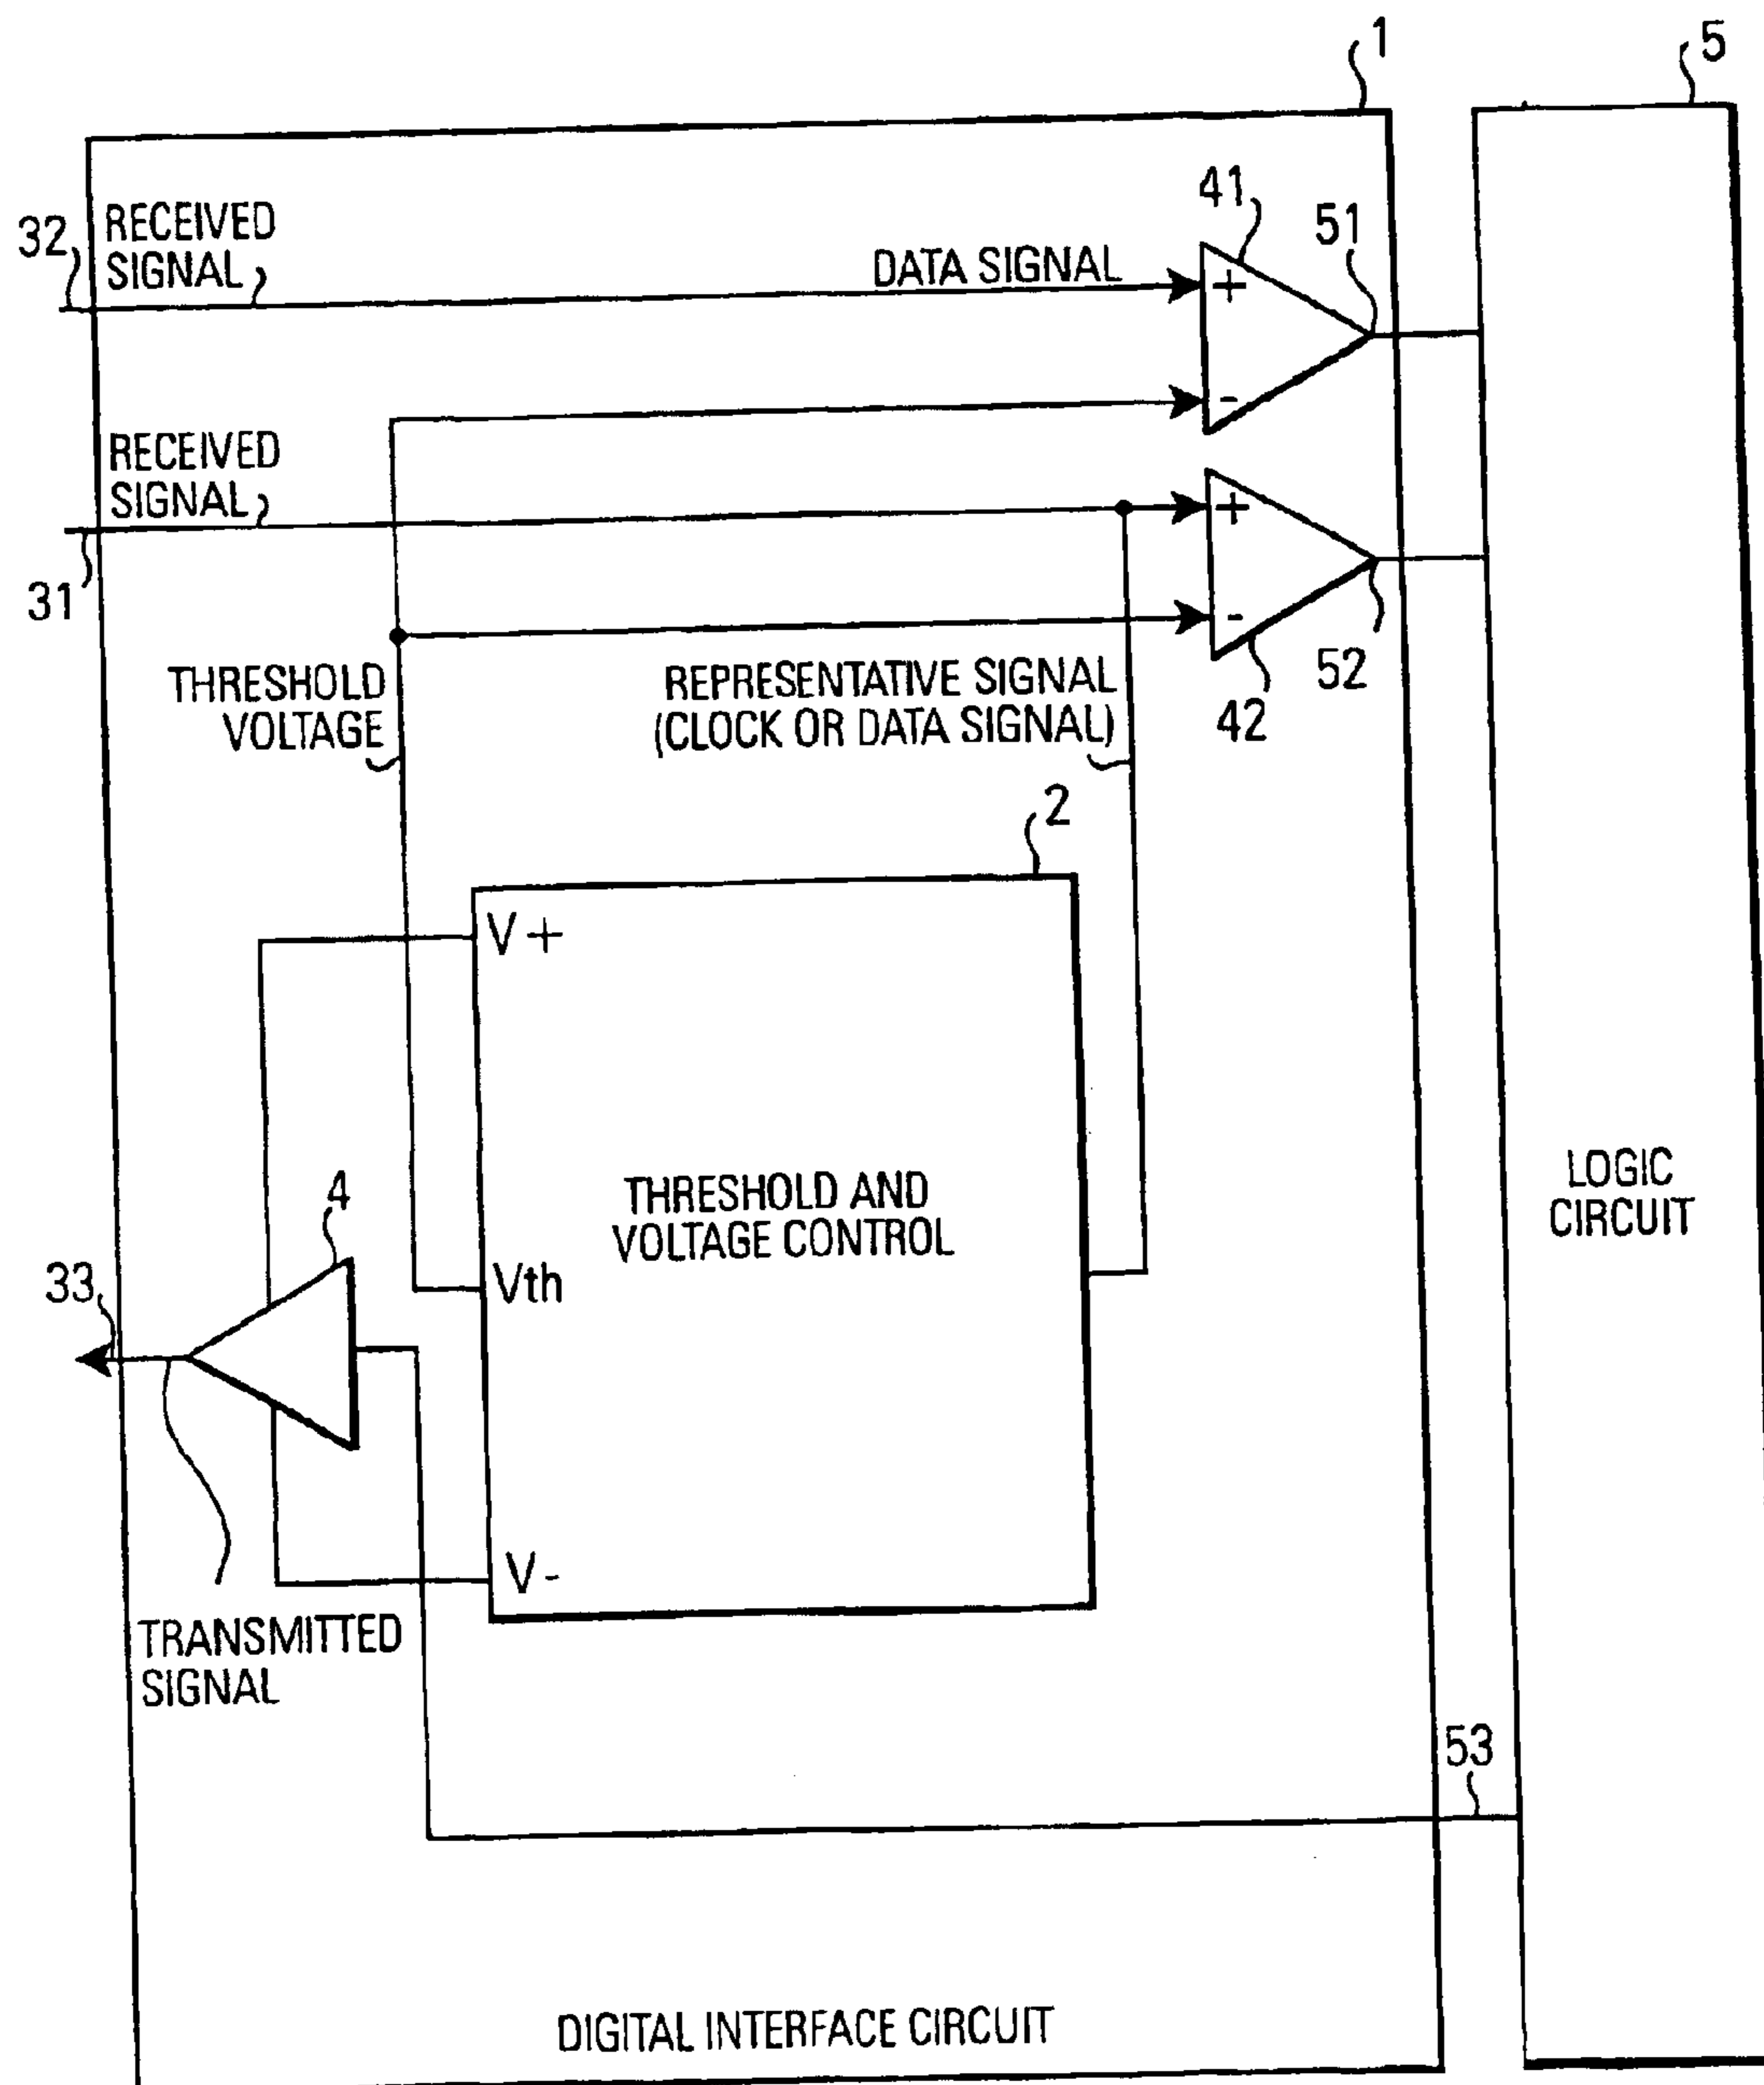 1
5
41
51
32
RECEIVED
SIGNAL
DATA SIGNAL
+
-
RECEIVED
SIGNAL
+
-
31
52
42
THRESHOLD
VOLTAGE
REPRESENTATIVE SIGNAL
(CLOCK OR DATA SIGNAL)
2
V+
THRESHOLD AND
VOLTAGE CONTROL
LOGIC
CIRCUIT
4
33
Vth
V-
TRANSMITTED
SIGNAL
53
DIGITAL INTERFACE CIRCUIT